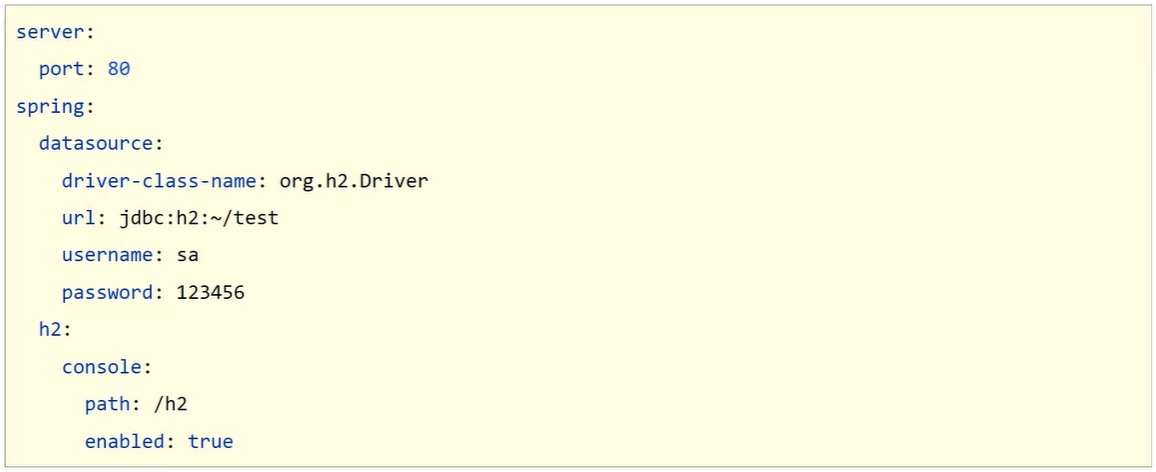 server:
  port: 80
spring:
  datasource:
    driver-class-name: org.h2.Driver
    url: jdbc:h2:~/test
    username: sa
    password: 123456
  h2:
    console:
      path: /h2
      enabled: true